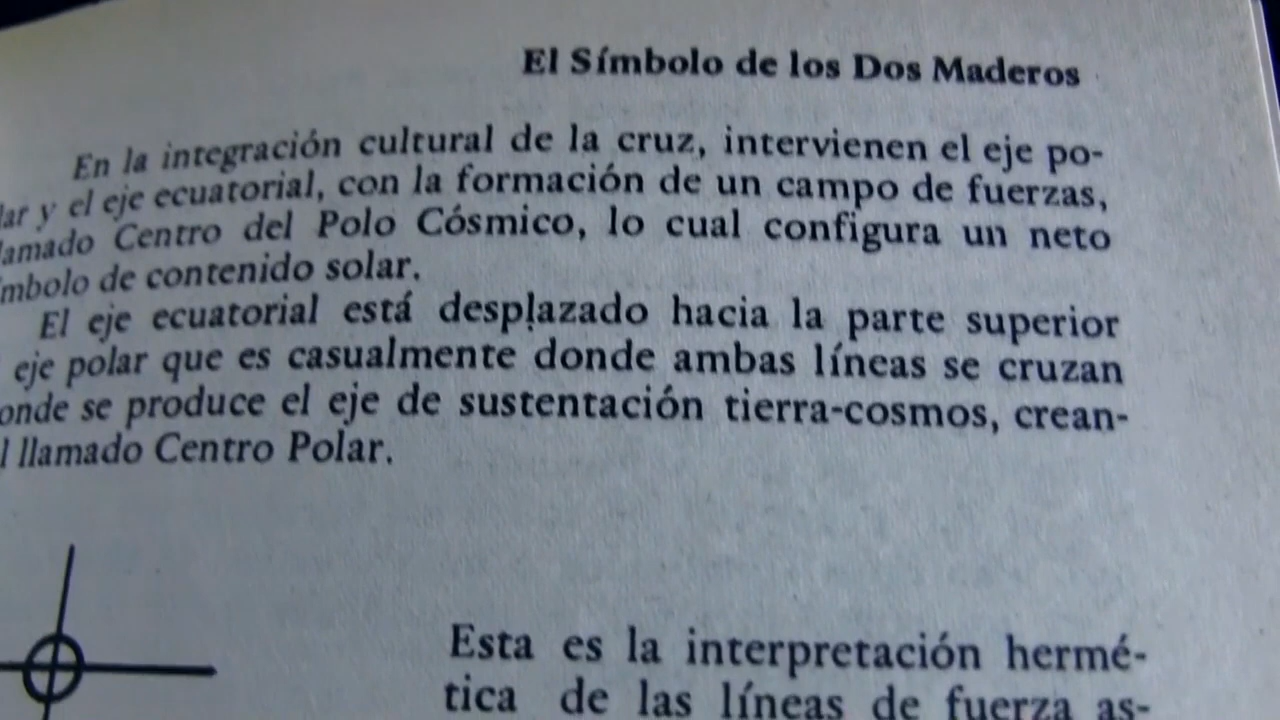 El Símbolo de los Dos Maderos
En la integración cultural de la cruz, intervienen el eje po-
lar y el eje ecuatorial, con la formación de un campo de fuerzas,
lamado Centro del Polo Cósmico, lo cual configura un neto
mbolo de contenido solar.
El eje ecuatorial está desplazado hacia la parte superior
eje polar que es casualmente donde ambas líneas se cruzan
onde se produce el eje de sustentación tierra-cosmos, crean-
l llamado Centro Polar.
Esta es la interpretación hermé-
tica de las líneas de fuerza as-